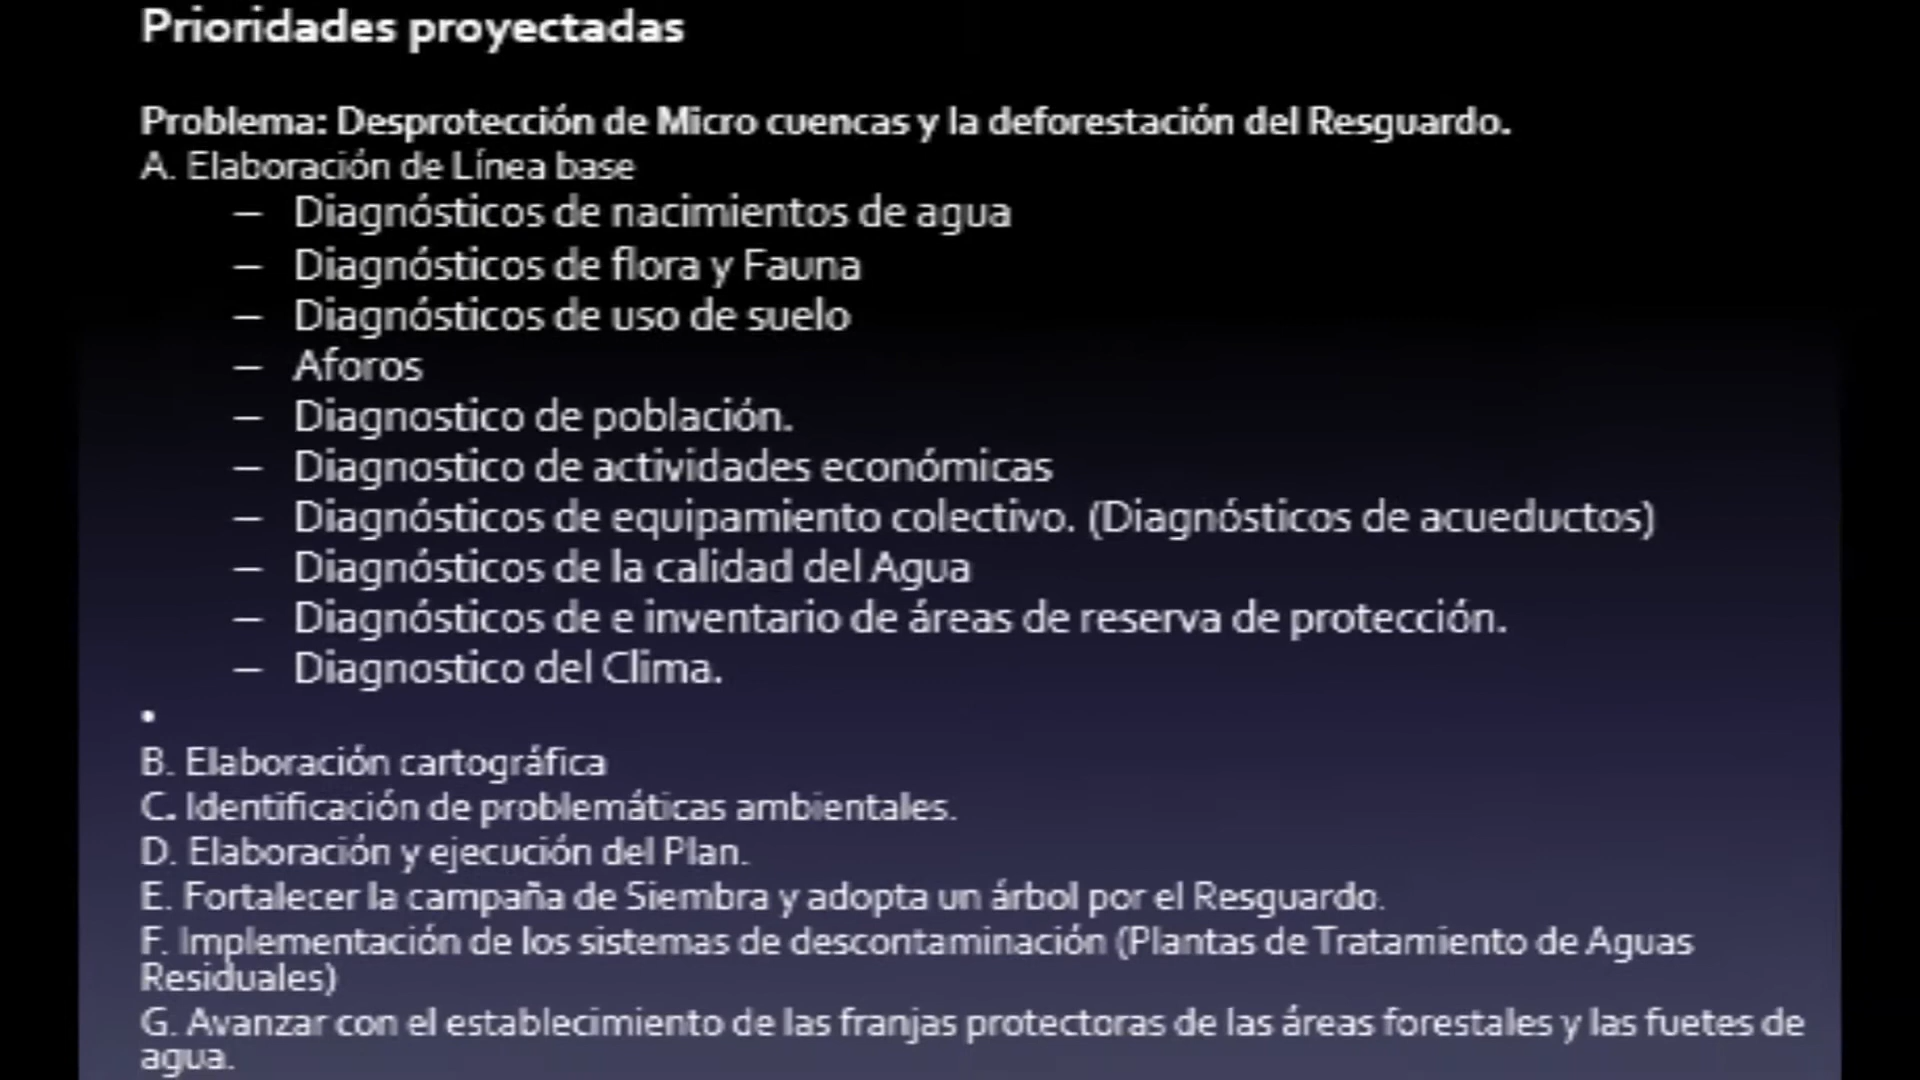 Prioridades proyectadas
Problema: Desprotección de Micro cuencas y la deforestación del Resguardo.
A. Elaboración de Línea base
– Diagnósticos de nacimientos de agua
– Diagnósticos de flora y Fauna
– Diagnósticos de uso de suelo
– Aforos
– Diagnostico de población.
– Diagnostico de actividades económicas
– Diagnósticos de equipamiento colectivo. (Diagnósticos de acueductos)
– Diagnósticos de la calidad del Agua
– Diagnósticos de e inventario de áreas de reserva de protección.
– Diagnostico del Clima.
•
B. Elaboración cartográfica
C. Identificación de problemáticas ambientales.
D. Elaboración y ejecución del Plan.
E. Fortalecer la campaña de Siembra y adopta un árbol por el Resguardo.
F. Implementación de los sistemas de descontaminación (Plantas de Tratamiento de Aguas
Residuales)
G. Avanzar con el establecimiento de las franjas protectoras de las áreas forestales y las fuetes de
agua.